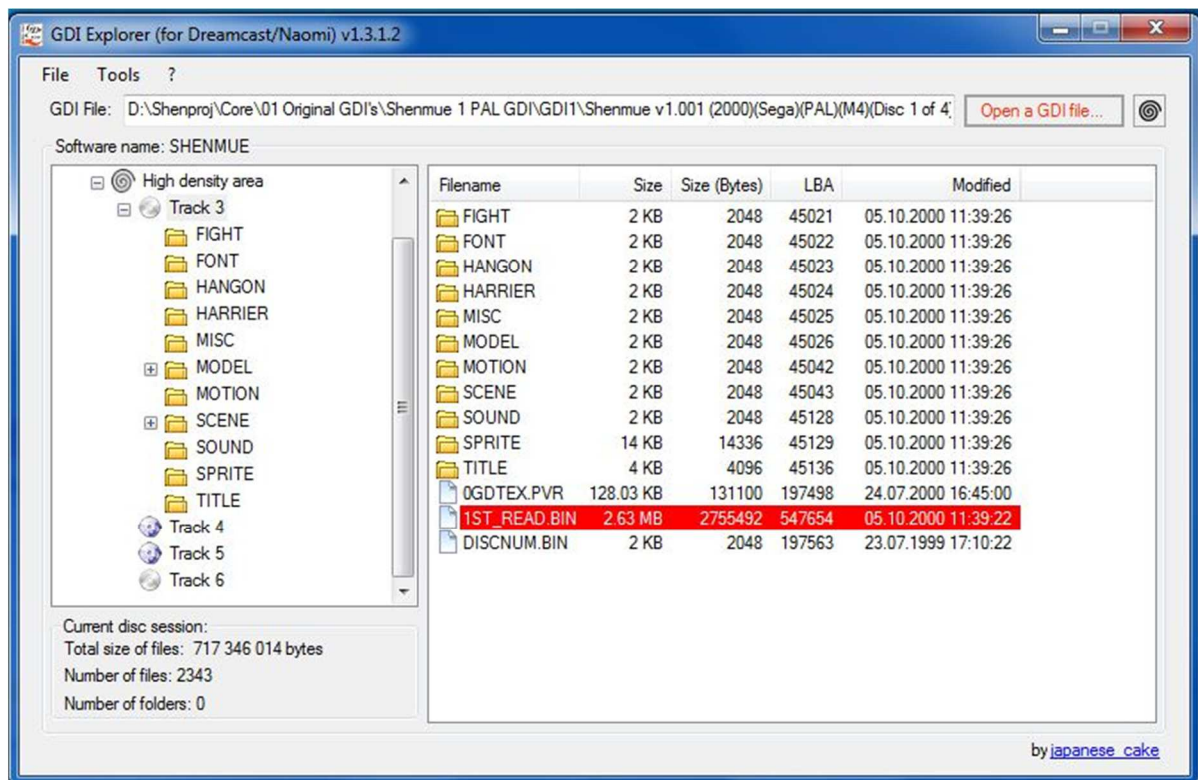 GDI Explorer (for Dreamcast/Naomi) v1.3.1.2
File Tools ?
GDI File: D:\Shenproj\Core\01 Original GDI's\Shenmue 1 PAL GDI\GDI1\Shenmue v1.001 (2000)(Sega)(PAL)(M4)(Disc 1 of 4) Open a GDI file...
Software name: SHENMUE
High density area
Track 3
FIGHT
FONT
HANGON
HARRIER
MISC
MODEL
MOTION
SCENE
SOUND
SPRITE
TITLE
Track 4
Track 5
Track 6
Filename Size Size (Bytes) LBA Modified
FIGHT 2 KB 2048 45021 05.10.2000 11:39:26
FONT 2 KB 2048 45022 05.10.2000 11:39:26
HANGON 2 KB 2048 45023 05.10.2000 11:39:26
HARRIER 2 KB 2048 45024 05.10.2000 11:39:26
MISC 2 KB 2048 45025 05.10.2000 11:39:26
MODEL 2 KB 2048 45026 05.10.2000 11:39:26
MOTION 2 KB 2048 45042 05.10.2000 11:39:26
SCENE 2 KB 2048 45043 05.10.2000 11:39:26
SOUND 2 KB 2048 45128 05.10.2000 11:39:26
SPRITE 14 KB 14336 45129 05.10.2000 11:39:26
TITLE 4 KB 4096 45136 05.10.2000 11:39:26
0GDTEX.PVR 128.03 KB 131100 197498 24.07.2000 16:45:00
1ST_READ.BIN 2.63 MB 2755492 547654 05.10.2000 11:39:22
DISCNUM.BIN 2 KB 2048 197563 23.07.1999 17:10:22
Current disc session:
Total size of files: 717 346 014 bytes
Number of files: 2343
Number of folders: 0
by japanese_cake